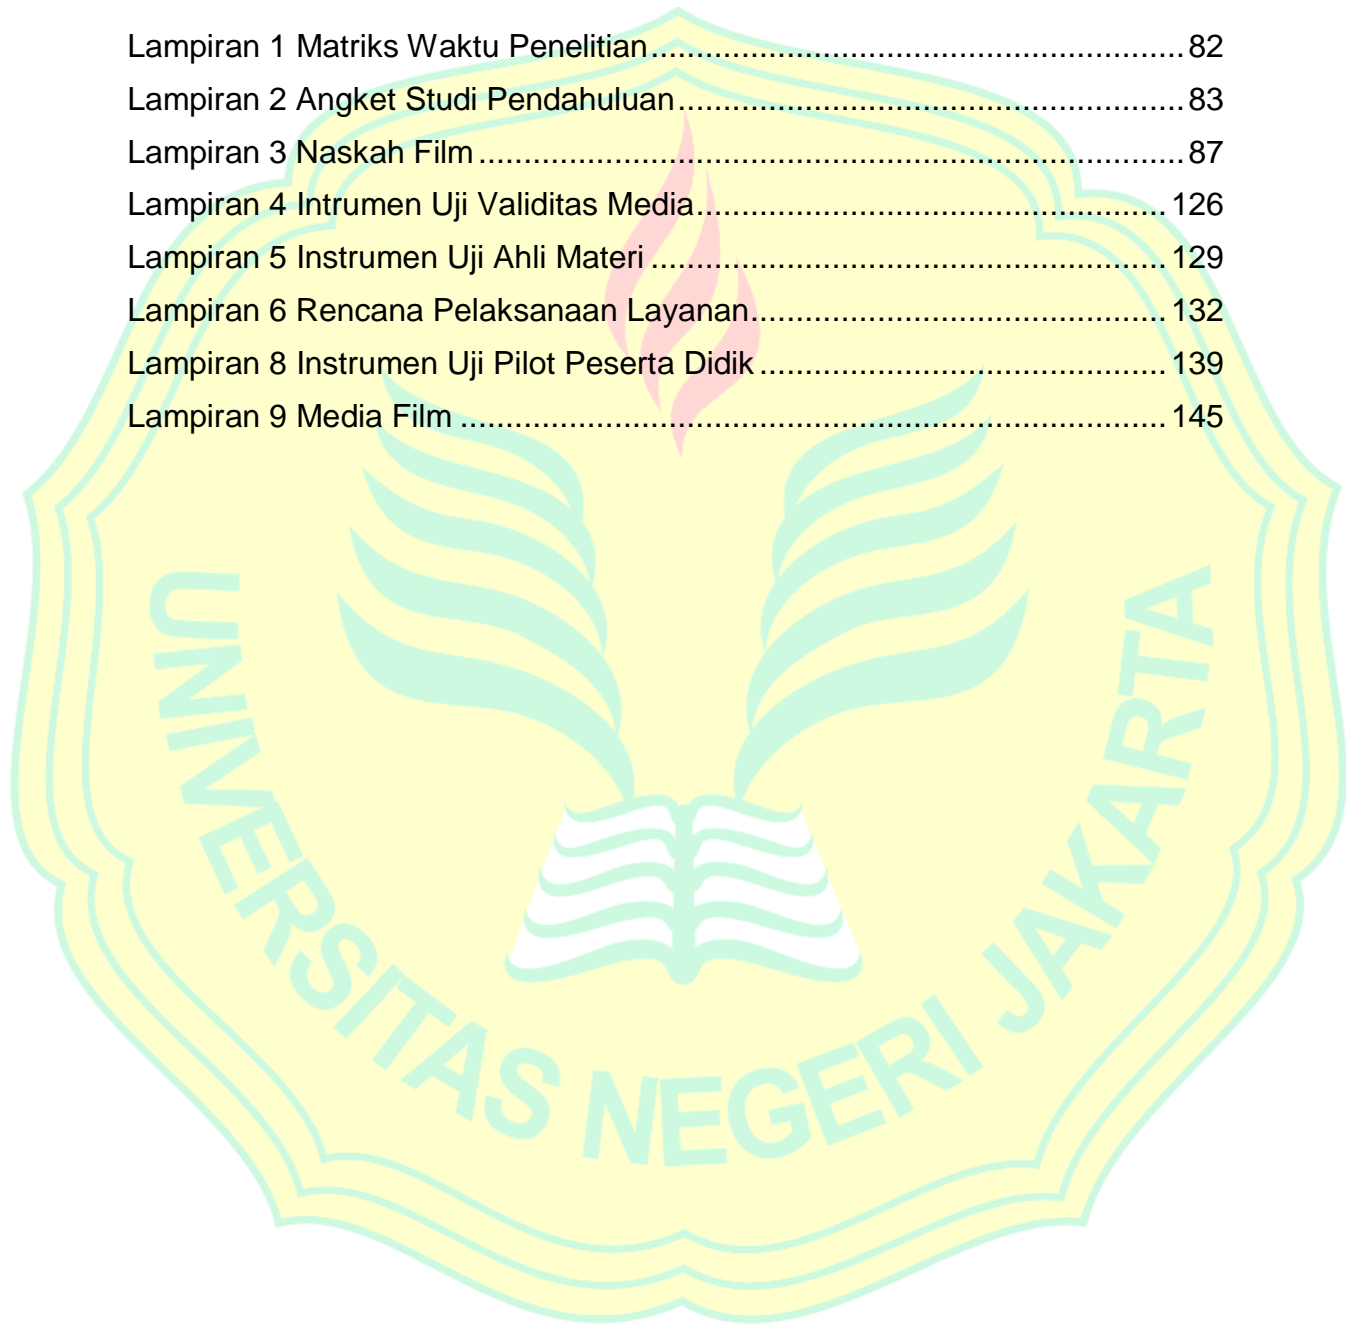 Lampiran 1 Matriks Waktu Penitian........................................................... 82
Lampiran 2 Angket Studi Pendahuluan........................................................ 83
Lampiran 3 Naskah Film.............................................................................. 87
Lampiran 4 Intrumen Uji Validitas Media.................................................... 126
Lampiran 5 Instrumen Uji Ahli Materi......................................................... 129
Lampiran 6 Rencana Pelaksanaan Layanan.............................................. 132
Lampiran 8 Instrumen Uji Pilot Peserta Didik............................................. 139
Lampiran 9 Media Film.............................................................................. 145
UNIVERSITAS NEGERI JAKARTA